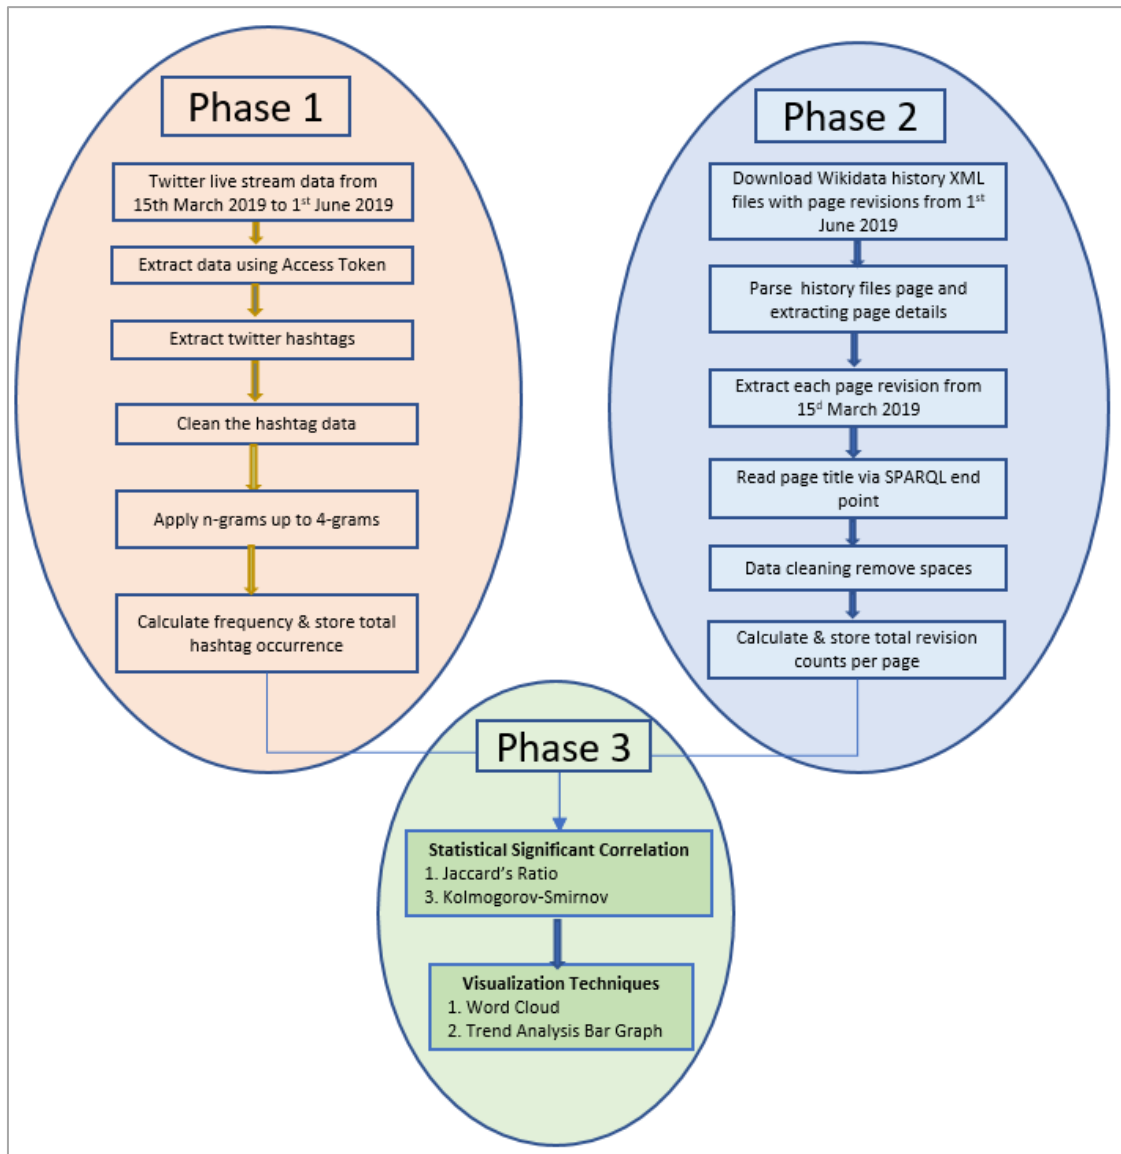 Phase 1
Twitter live stream data from
15th March 2019 to 1st June 2019
Extract data using Access Token
Extract twitter hashtags
Clean the hashtag data
Apply n-grams up to 4-grams
Calculate frequency & store total
hashtag occurrence
Phase 2
Download Wikidata history XML
files with page revisions from 1st
June 2019
Parse history files page and
extracting page details
Extract each page revision from
15d March 2019
Read page title via SPARQL end
point
Data cleaning remove spaces
Calculate & store total revision
counts per page
Phase 3
Statistical Significant Correlation
1. Jaccard's Ratio
3. Kolmogorov-Smirnov
Visualization Techniques
1. Word Cloud
2. Trend Analysis Bar Graph